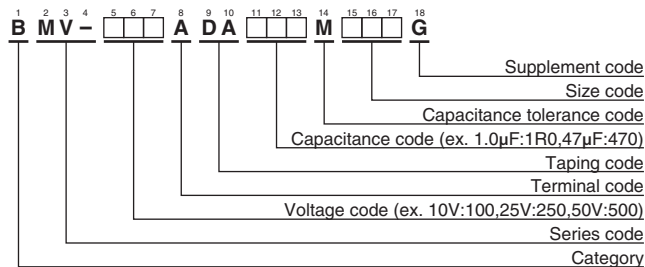 1 2 3 4 5 6 7 8 9 10 11 12 13 14 15 16 17 18
B MV– □□□ A DA □□□ M □□□ G
Supplement code
Size code
Capacitance tolerance code
Capacitance code (ex. 1.0μF:1R0,47μF:470)
Taping code
Terminal code
Voltage code (ex. 10V:100,25V:250,50V:500)
Series code
Category